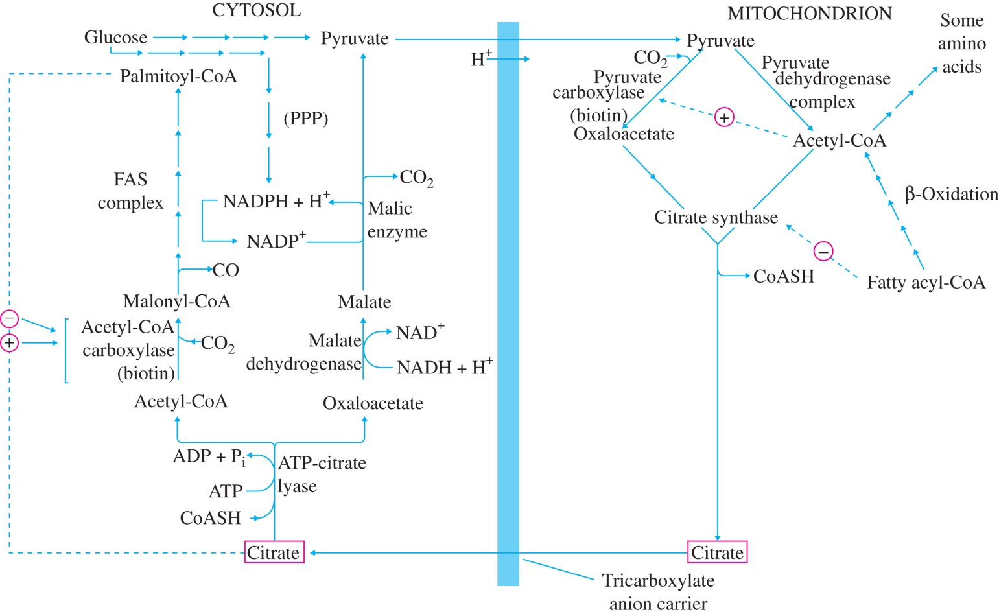 CYTOSOL
MITOCHONDRION
Glucose
Pyruvate
H⁺
Pyruvate
CO₂
Pyruvate
carboxylase
(biotin)
Oxaloacetate
Pyruvate
dehydrogenase
complex
+
Acetyl-CoA
Some
amino
acids
Palmitoyl-CoA
(PPP)
FAS
complex
NADPH + H⁺
NADP⁺
CO₂
Malic
enzyme
Citrate synthase
β-Oxidation
−
Fatty acyl-CoA
CoASH
CO
Malonyl-CoA
Malate
−
+
Acetyl-CoA
carboxylase
(biotin)
CO₂
Malate
dehydrogenase
NAD⁺
NADH + H⁺
Acetyl-CoA
Oxaloacetate
ADP + Pᵢ
ATP
CoASH
ATP-citrate
lyase
Citrate
Citrate
Tricarboxylate
anion carrier